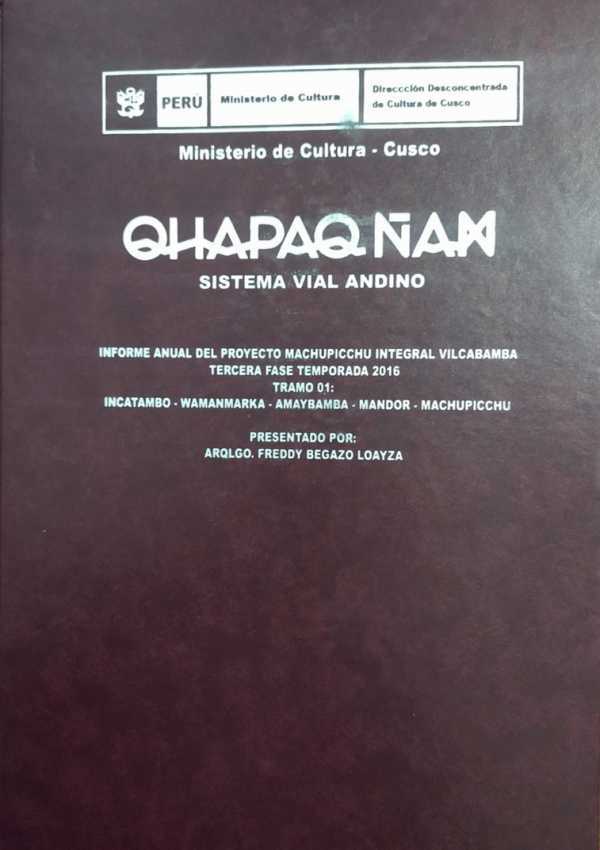 PERÚ
Ministerio de Cultura
Direccción Desconcentrada
de Cultura de Cusco
Ministerio de Cultura - Cusco
QHAPAQ ÑAN
SISTEMA VIAL ANDINO
INFORME ANUAL DEL PROYECTO MACHUPICCHU INTEGRAL VILCABAMBA
TERCERA FASE TEMPORADA 2016
TRAMO 01:
INCATAMBO - WAMANMARKA - AMAYBAMBA - MANDOR - MACHUPICCHU
PRESENTADO POR:
ARQLGO. FREDDY BEGAZO LOAYZA